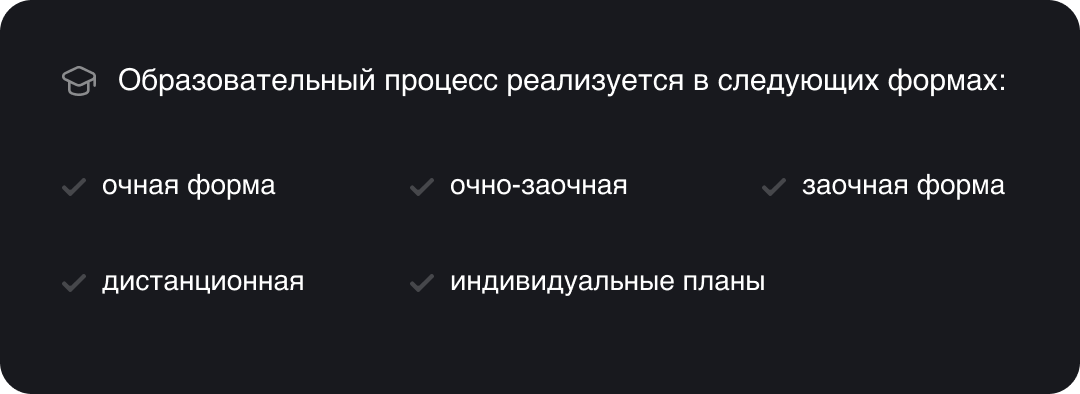 Образовательный процесс реализуется в следующих формах:
очная форма
очно-заочная
заочная форма
дистанционная
индивидуальные планы